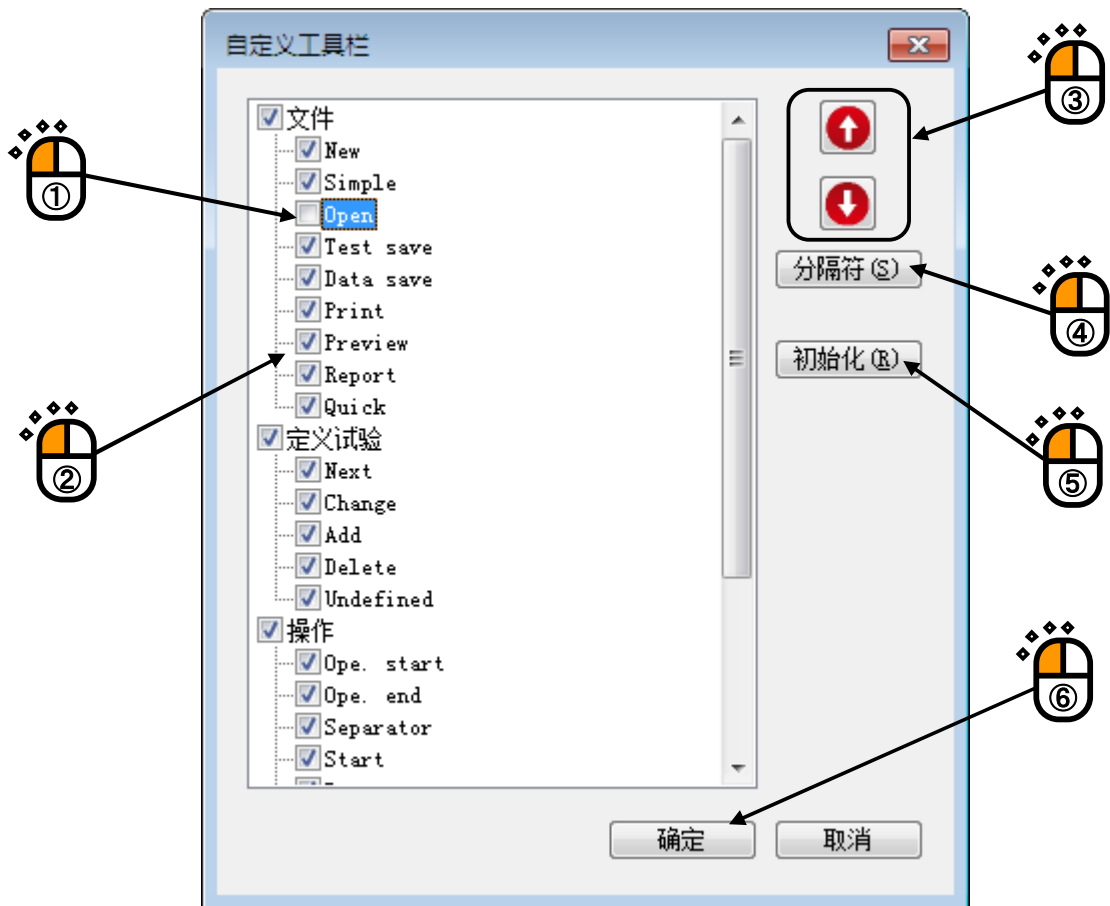 自定义工具栏
文件
New
Simple
Open
Test save
Data save
Print
Preview
Report
Quick
定义试验
Next
Change
Add
Delete
Undefined
操作
Ope. start
Ope. end
Separator
Start
分隔符(S)
初始化(R)
确定
取消
①
②
③
④
⑤
⑥